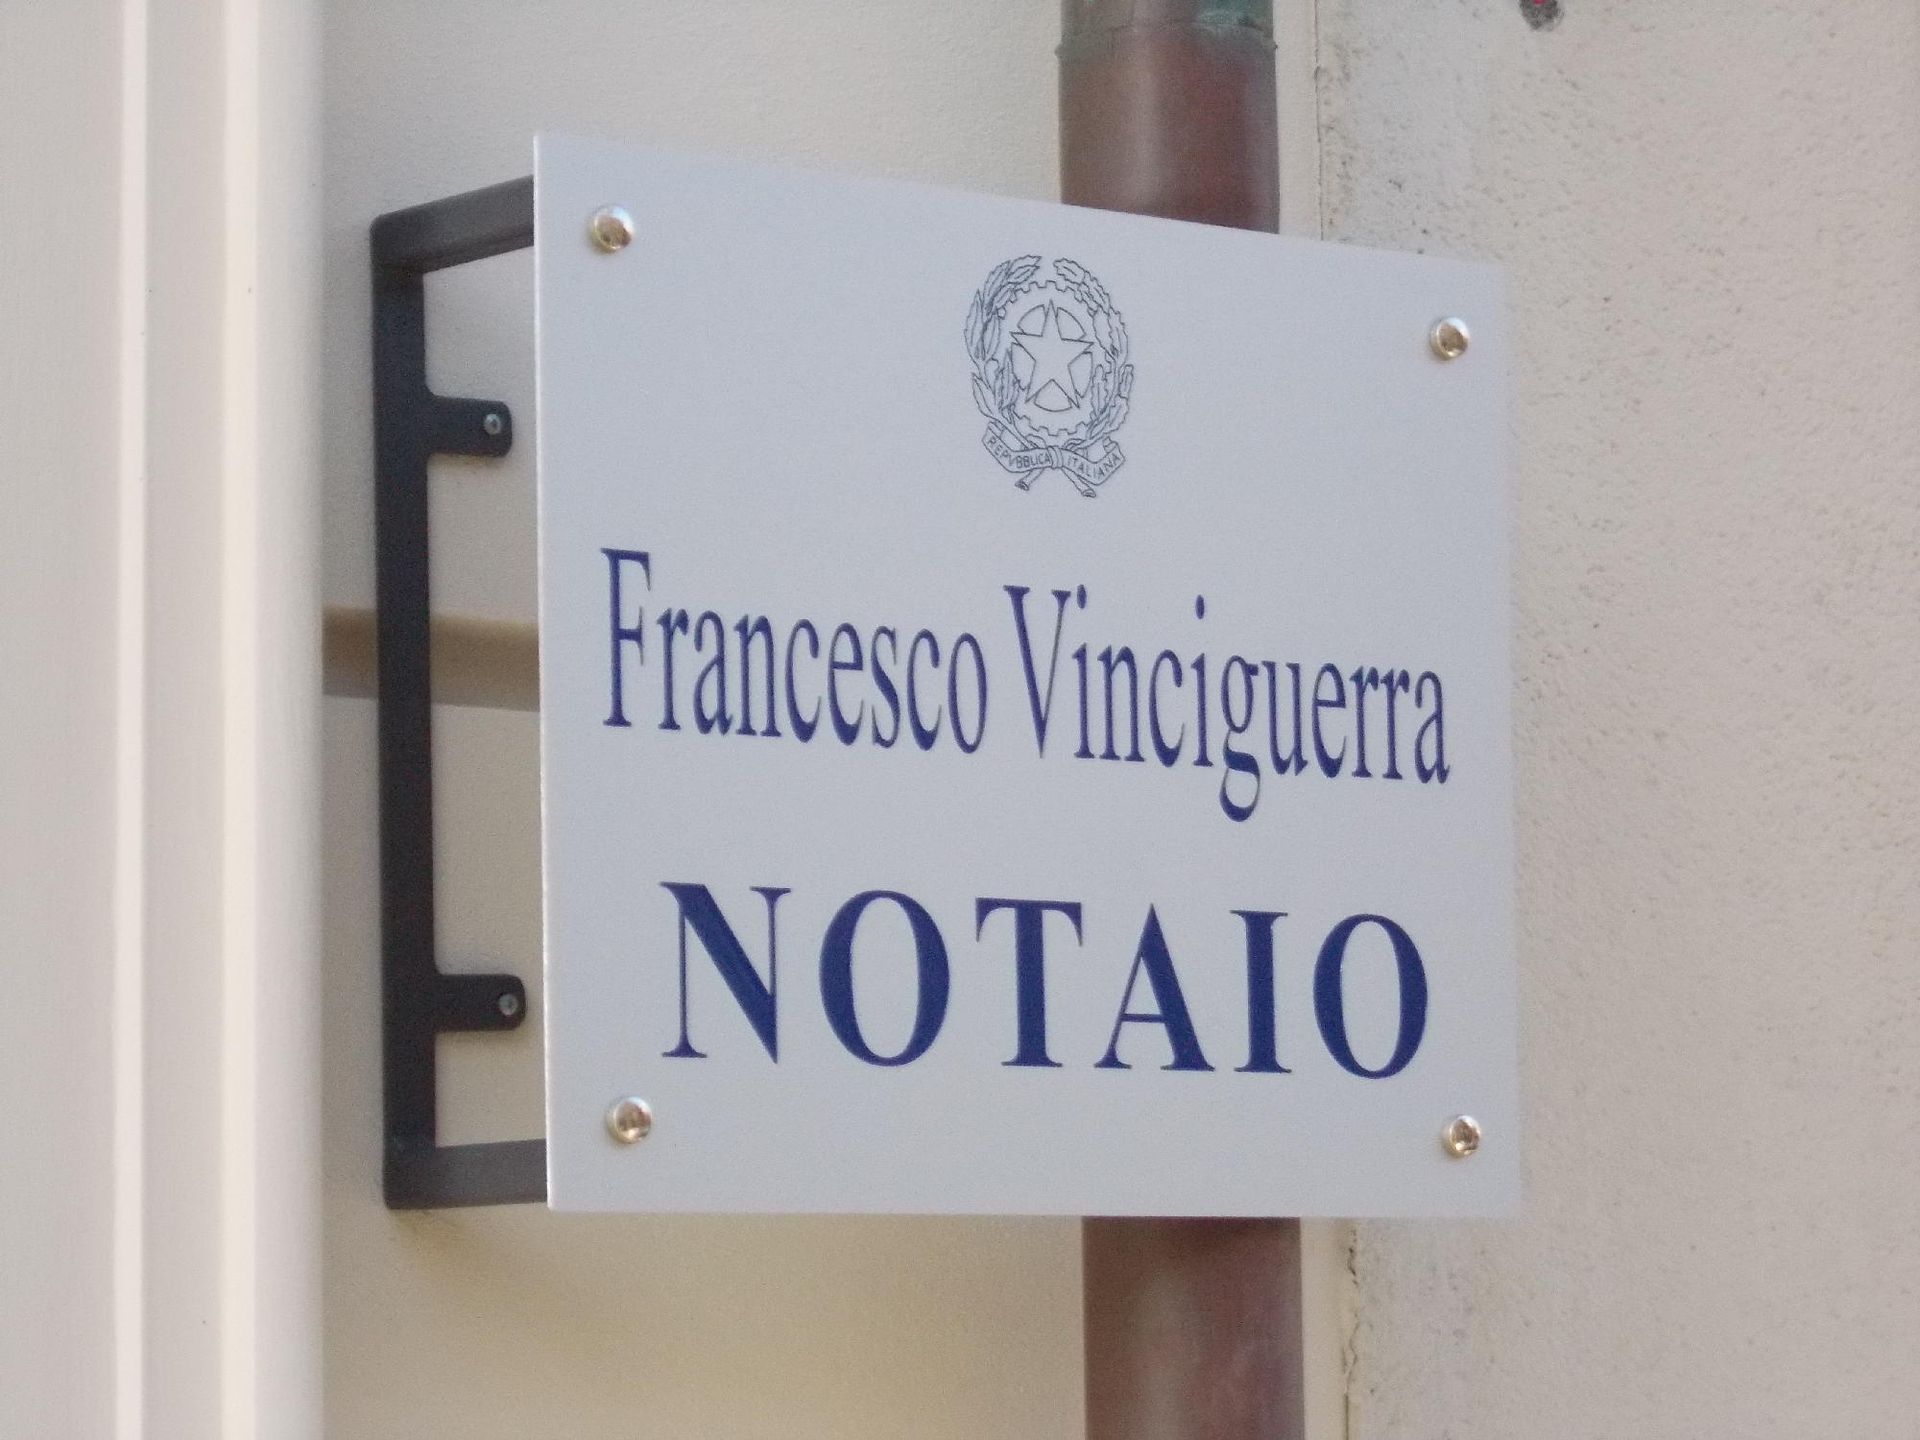 REPVBBLICA ITALIANA
Francesco Vinciguerra
NOTAIO